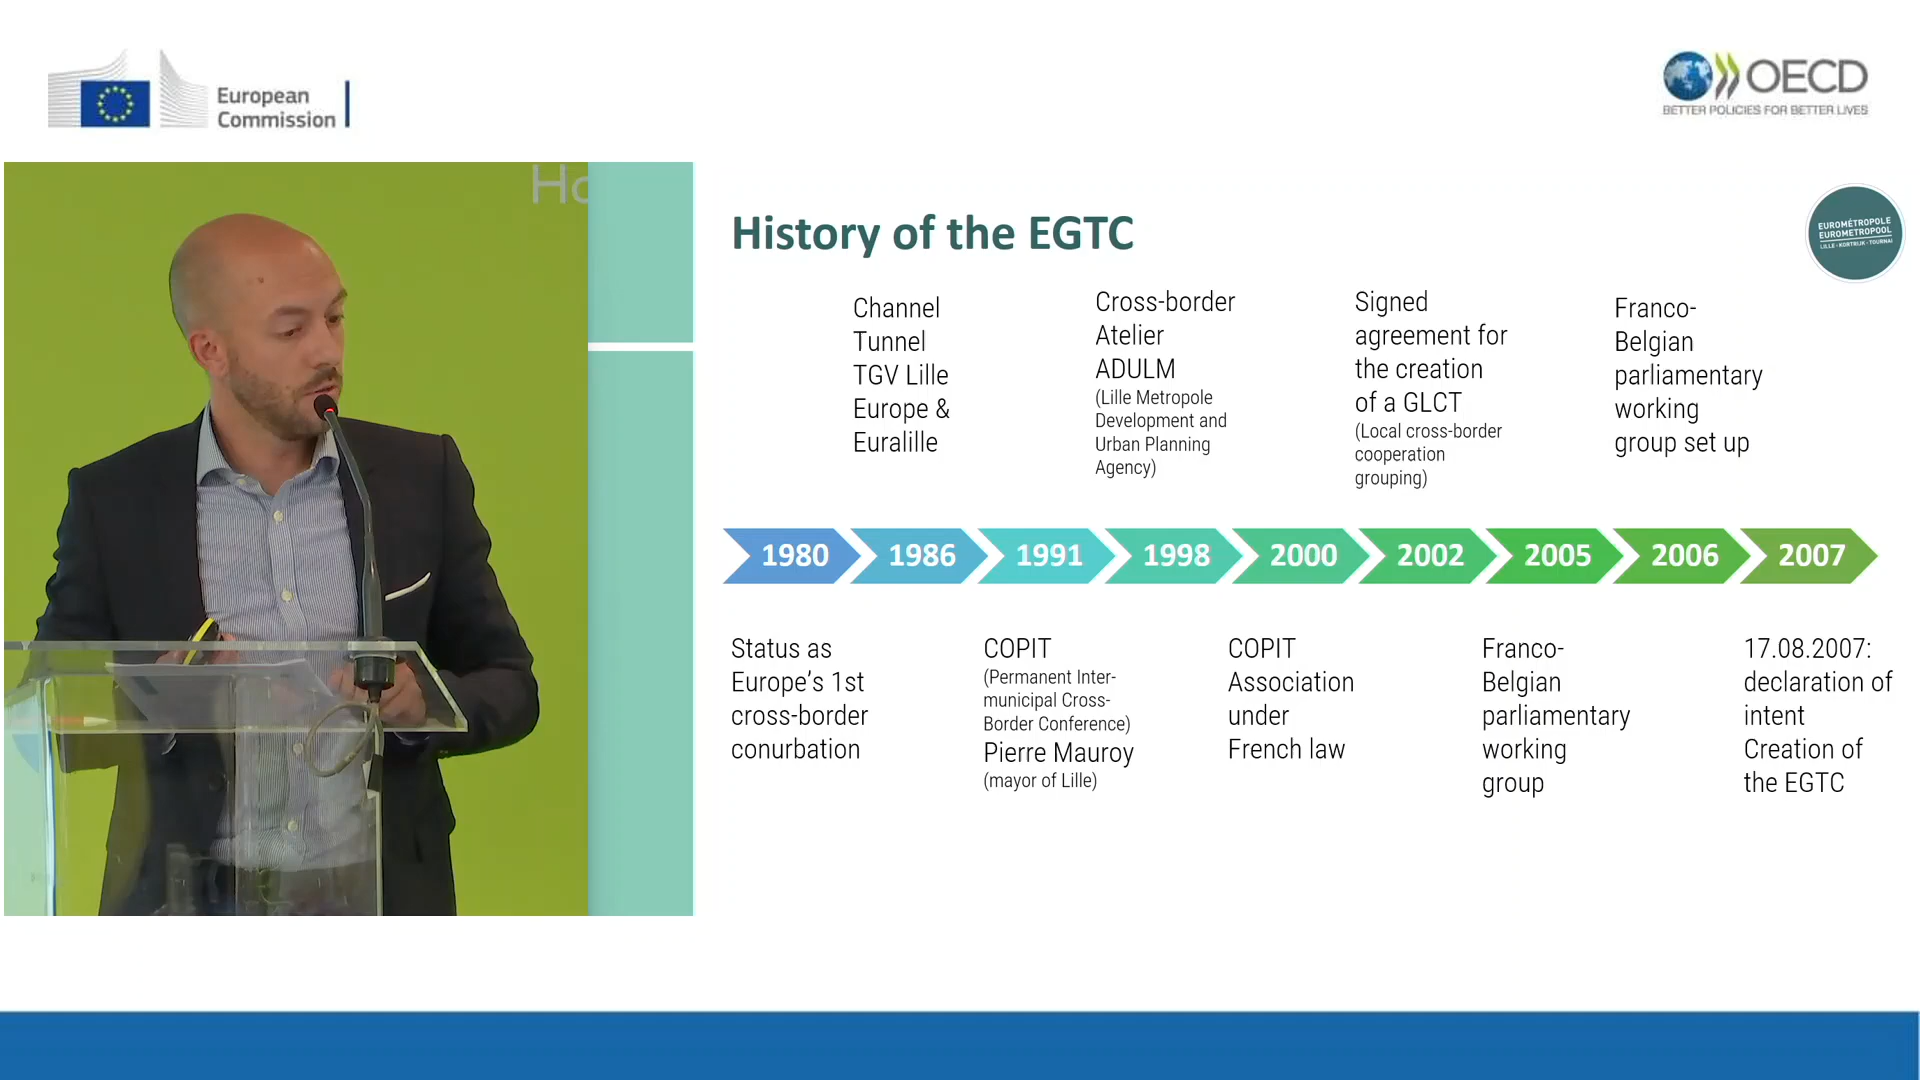 European
Commission
OECD
BETTER POLICIES FOR BETTER LIVES
Ho
History of the EGTC
EUROMÉTROPOLE
EUROMETROPOOL
LILLE-KORTRIJK-TOURNAI
Channel
Tunnel
TGV Lille
Europe &
Euralille
Cross-border
Atelier
ADULM
(Lille Metropole
Development and
Urban Planning
Agency)
Signed
agreement for
the creation
of a GLCT
(Local cross-border
cooperation
grouping)
Franco-
Belgian
parliamentary
working
group set up
1980 1986 1991 1998 2000 2002 2005 2006 2007
Status as
Europe’s 1st
cross-border
conurbation
COPIT
(Permanent Inter-
municipal Cross-
Border Conference)
Pierre Mauroy
(mayor of Lille)
COPIT
Association
under
French law
Franco-
Belgian
parliamentary
working
group
17.08.2007:
declaration of
intent
Creation of
the EGTC